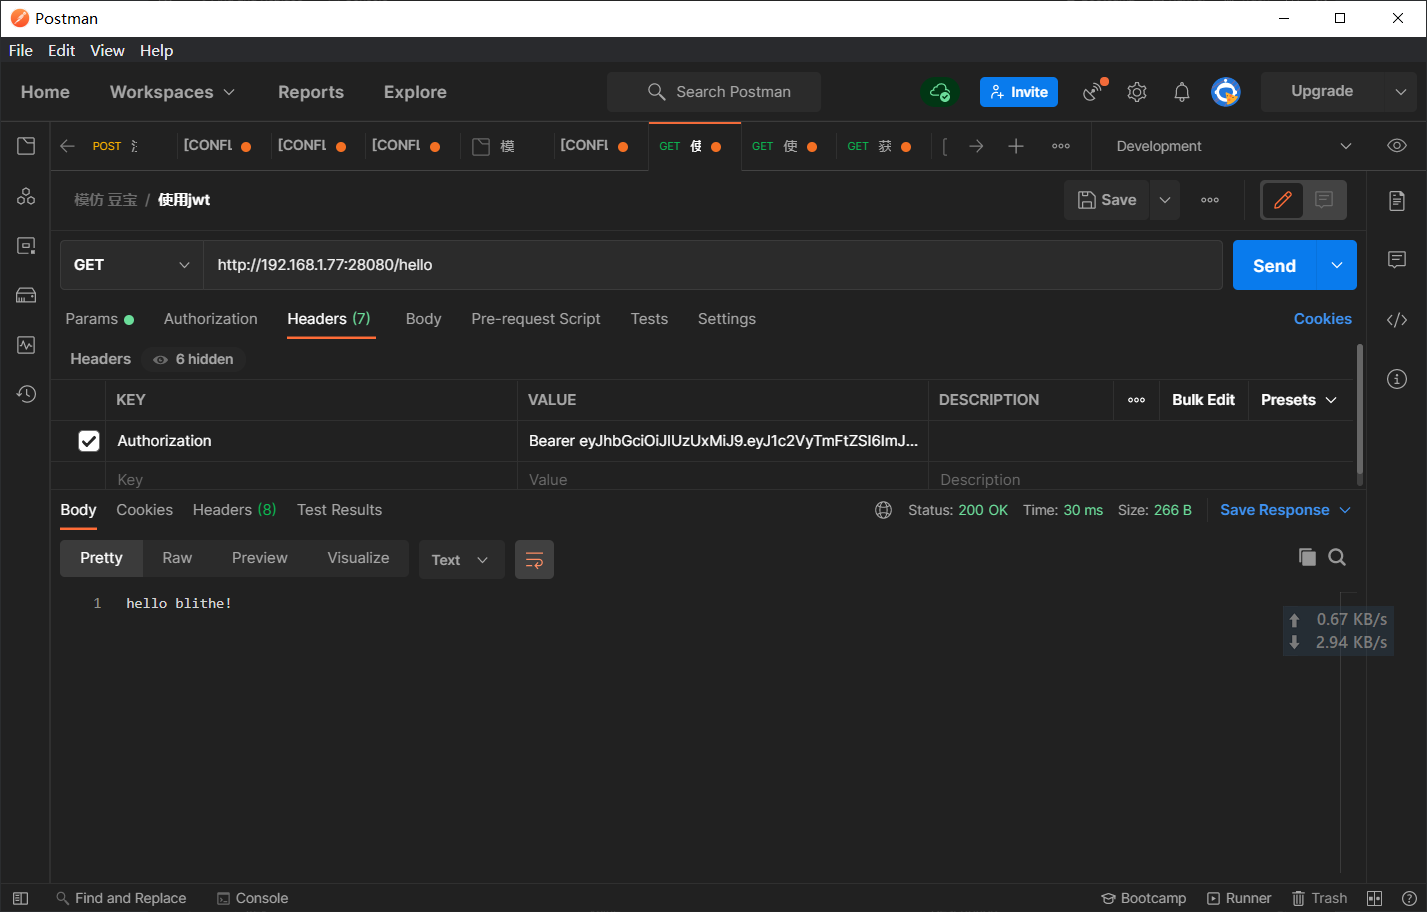 Postman
File Edit View Help
Home Workspaces Reports Explore Search Postman Invite Upgrade
POST [CONFL [CONFL [CONFL 模 [CONFL GET 使 GET 使 GET 获 [ Development
模仿 豆宝 / 使用jwt Save
GET http://192.168.1.77:28080/hello Send
Params Authorization Headers (7) Body Pre-request Script Tests Settings Cookies
Headers 6 hidden
KEY VALUE DESCRIPTION Bulk Edit Presets
Authorization Bearer eyJhbGciOiJIUzUxMiJ9.eyJ1c2VyTmFtZSI6ImJ...
Key Value Description
Body Cookies Headers (8) Test Results Status: 200 OK Time: 30 ms Size: 266 B Save Response
Pretty Raw Preview Visualize Text
1 hello blithe!
0.67 KB/s
2.94 KB/s
Find and Replace Console Bootcamp Runner Trash